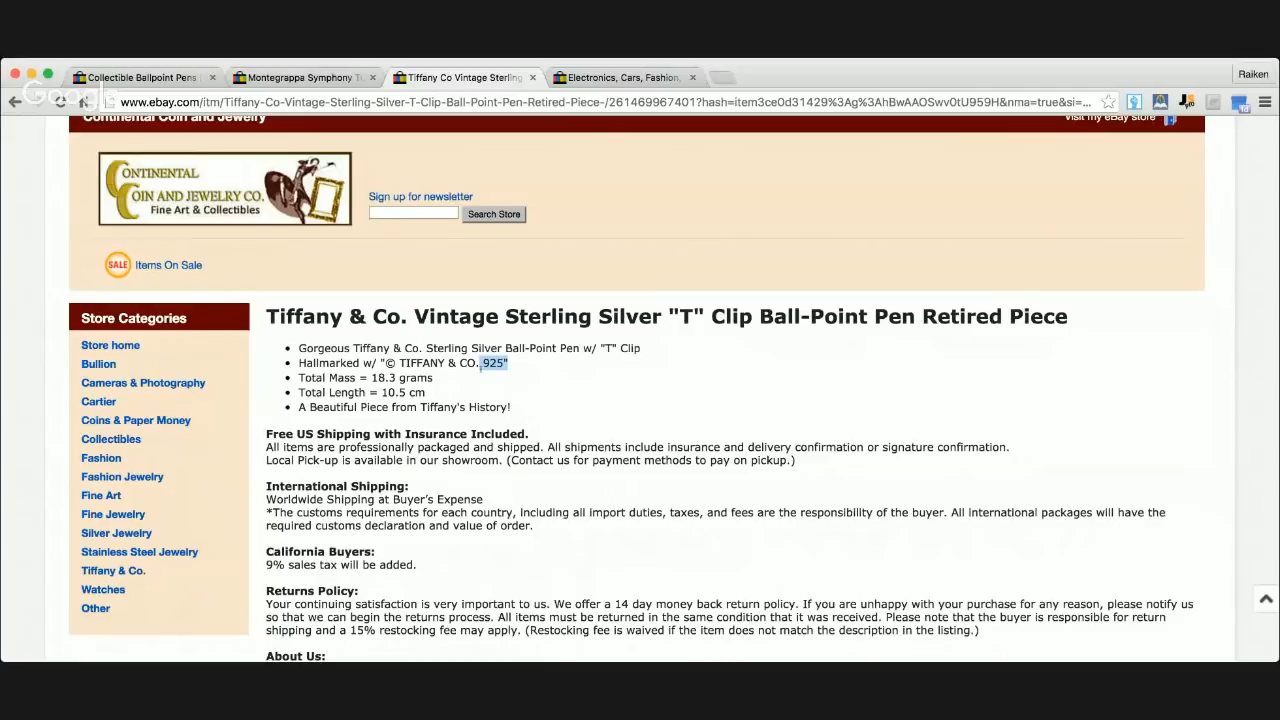 Collectible Ballpoint Pens
Montegrappa Symphony T
Tiffany Co Vintage Sterling
Electronics, Cars, Fashion,
Raiken
Google
www.ebay.com/itm/Tiffany-Co-Vintage-Sterling-Silver-T-Clip-Ball-Point-Pen-Retired-Piece-/261469967401?hash=item3ce0d31429%3Ag%3AhBwAAOSwv0tU959H&nma=true&si=...
Continental Coin and Jewelry
Visit my eBay store
CONTINENTAL
COIN AND JEWELRY CO.
Fine Art & Collectibles
Sign up for newsletter
Search Store
SALE Items On Sale
Store Categories
Store home
Bullion
Cameras & Photography
Cartier
Coins & Paper Money
Collectibles
Fashion
Fashion Jewelry
Fine Art
Fine Jewelry
Silver Jewelry
Stainless Steel Jewelry
Tiffany & Co.
Watches
Other
Tiffany & Co. Vintage Sterling Silver "T" Clip Ball-Point Pen Retired Piece
• Gorgeous Tiffany & Co. Sterling Silver Ball-Point Pen w/ "T" Clip
• Hallmarked w/ "© TIFFANY & CO. 925"
• Total Mass = 18.3 grams
• Total Length = 10.5 cm
• A Beautiful Piece from Tiffany's History!
Free US Shipping with Insurance Included.
All items are professionally packaged and shipped. All shipments include insurance and delivery confirmation or signature confirmation.
Local Pick-up is available in our showroom. (Contact us for payment methods to pay on pickup.)
International Shipping:
Worldwide Shipping at Buyer's Expense
*The customs requirements for each country, including all import duties, taxes, and fees are the responsibility of the buyer. All International packages will have the
required customs declaration and value of order.
California Buyers:
9% sales tax will be added.
Returns Policy:
Your continuing satisfaction is very important to us. We offer a 14 day money back return policy. If you are unhappy with your purchase for any reason, please notify us
so that we can begin the returns process. All items must be returned in the same condition that it was received. Please note that the buyer is responsible for return
shipping and a 15% restocking fee may apply. (Restocking fee is waived if the item does not match the description in the listing.)
About Us: